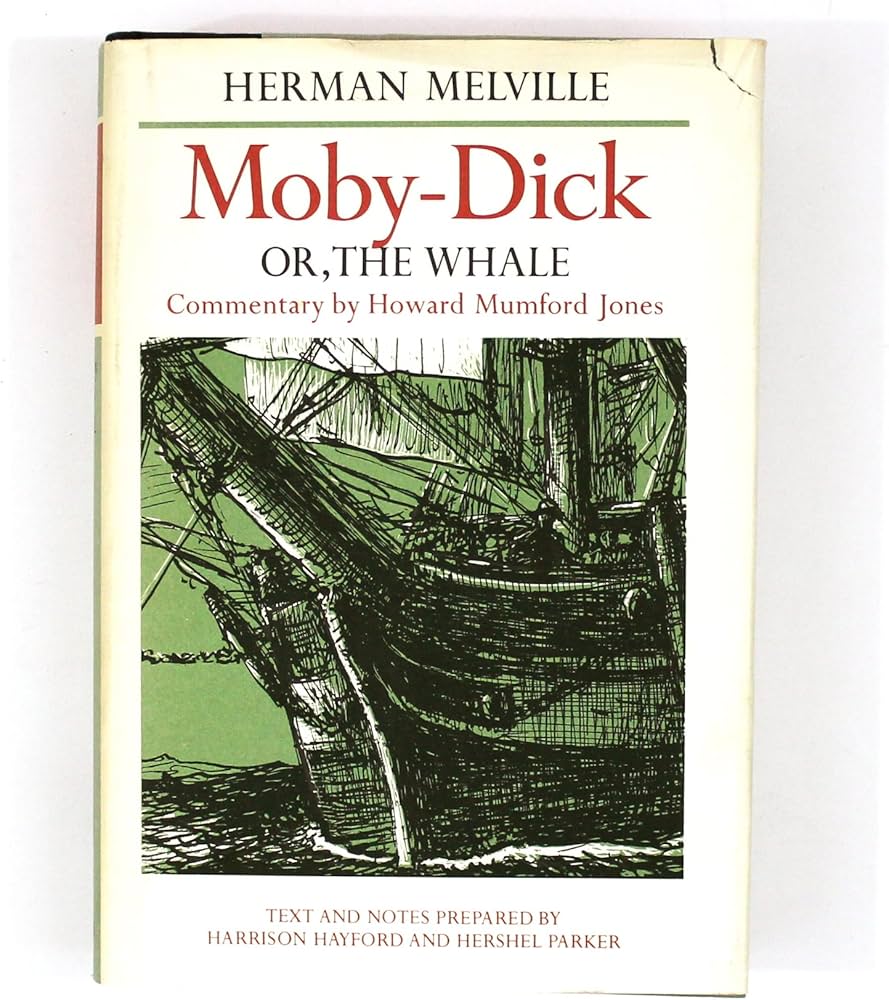 HERMAN MELVILLE
Moby-Dick
OR, THE WHALE
Commentary by Howard Mumford Jones
TEXT AND NOTES PREPARED BY
HARRISON HAYFORD AND HERSHEL PARKER